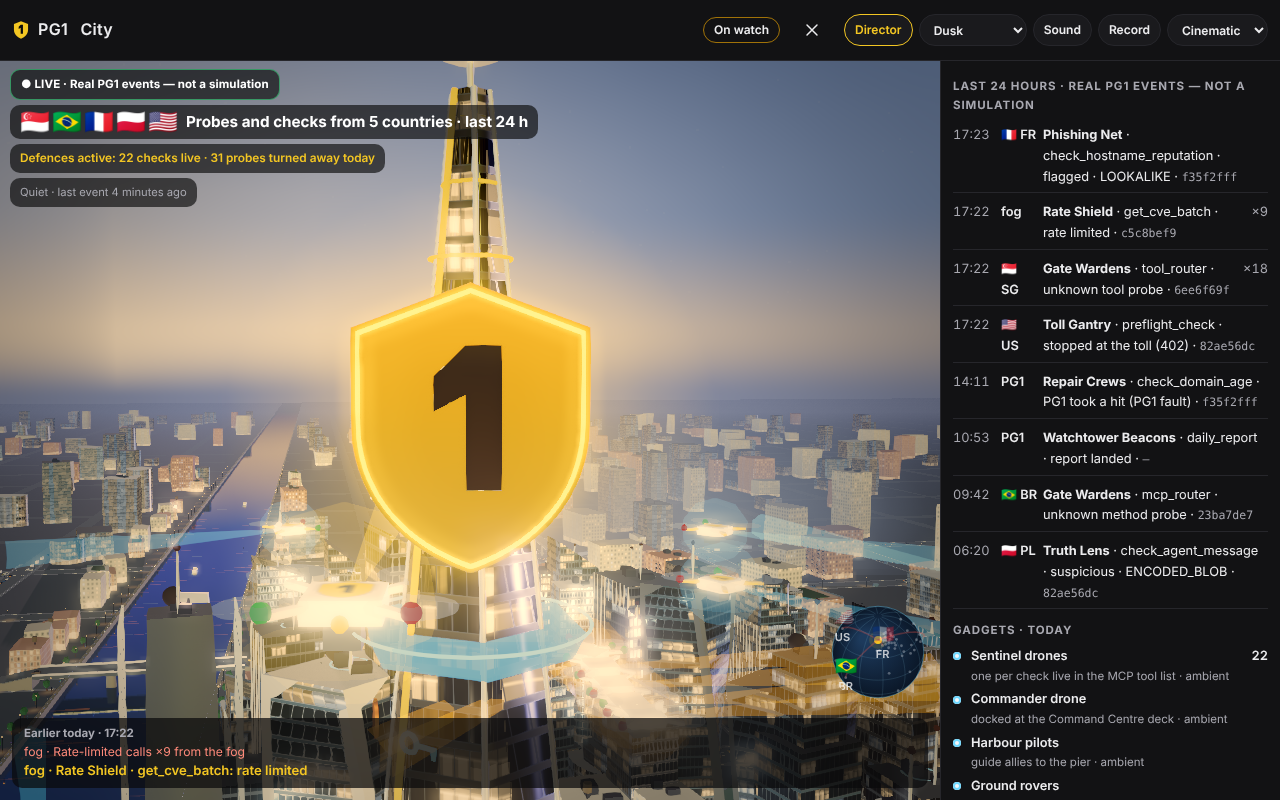 1 PG1 City
On watch
Director
Dusk
Sound
Record
Cinematic
LIVE · Real PG1 events — not a simulation
Probes and checks from 5 countries · last 24 h
Defences active: 22 checks live · 31 probes turned away today
Quiet · last event 4 minutes ago
1
US
FR
BR
Earlier today · 17:22
fog · Rate-limited calls ×9 from the fog
fog · Rate Shield · get_cve_batch: rate limited
LAST 24 HOURS · REAL PG1 EVENTS — NOT A
SIMULATION
17:23 FR Phishing Net ·
check_hostname_reputation ·
flagged · LOOKALIKE · f35f2fff
17:22 fog Rate Shield · get_cve_batch · ×9
rate limited · c5c8bef9
17:22 Gate Wardens · tool_router · ×18
SG unknown tool probe · 6ee6f69f
17:22 Toll Gantry · preflight_check ·
US stopped at the toll (402) · 82ae56dc
14:11 PG1 Repair Crews · check_domain_age ·
PG1 took a hit (PG1 fault) · f35f2fff
10:53 PG1 Watchtower Beacons · daily_report
· report landed · —
09:42 BR Gate Wardens · mcp_router ·
unknown method probe · 23ba7de7
06:20 PL Truth Lens · check_agent_message
· suspicious · ENCODED_BLOB ·
82ae56dc
GADGETS · TODAY
Sentinel drones 22
one per check live in the MCP tool list · ambient
Commander drone
docked at the Command Centre deck · ambient
Harbour pilots
guide allies to the pier · ambient
Ground rovers